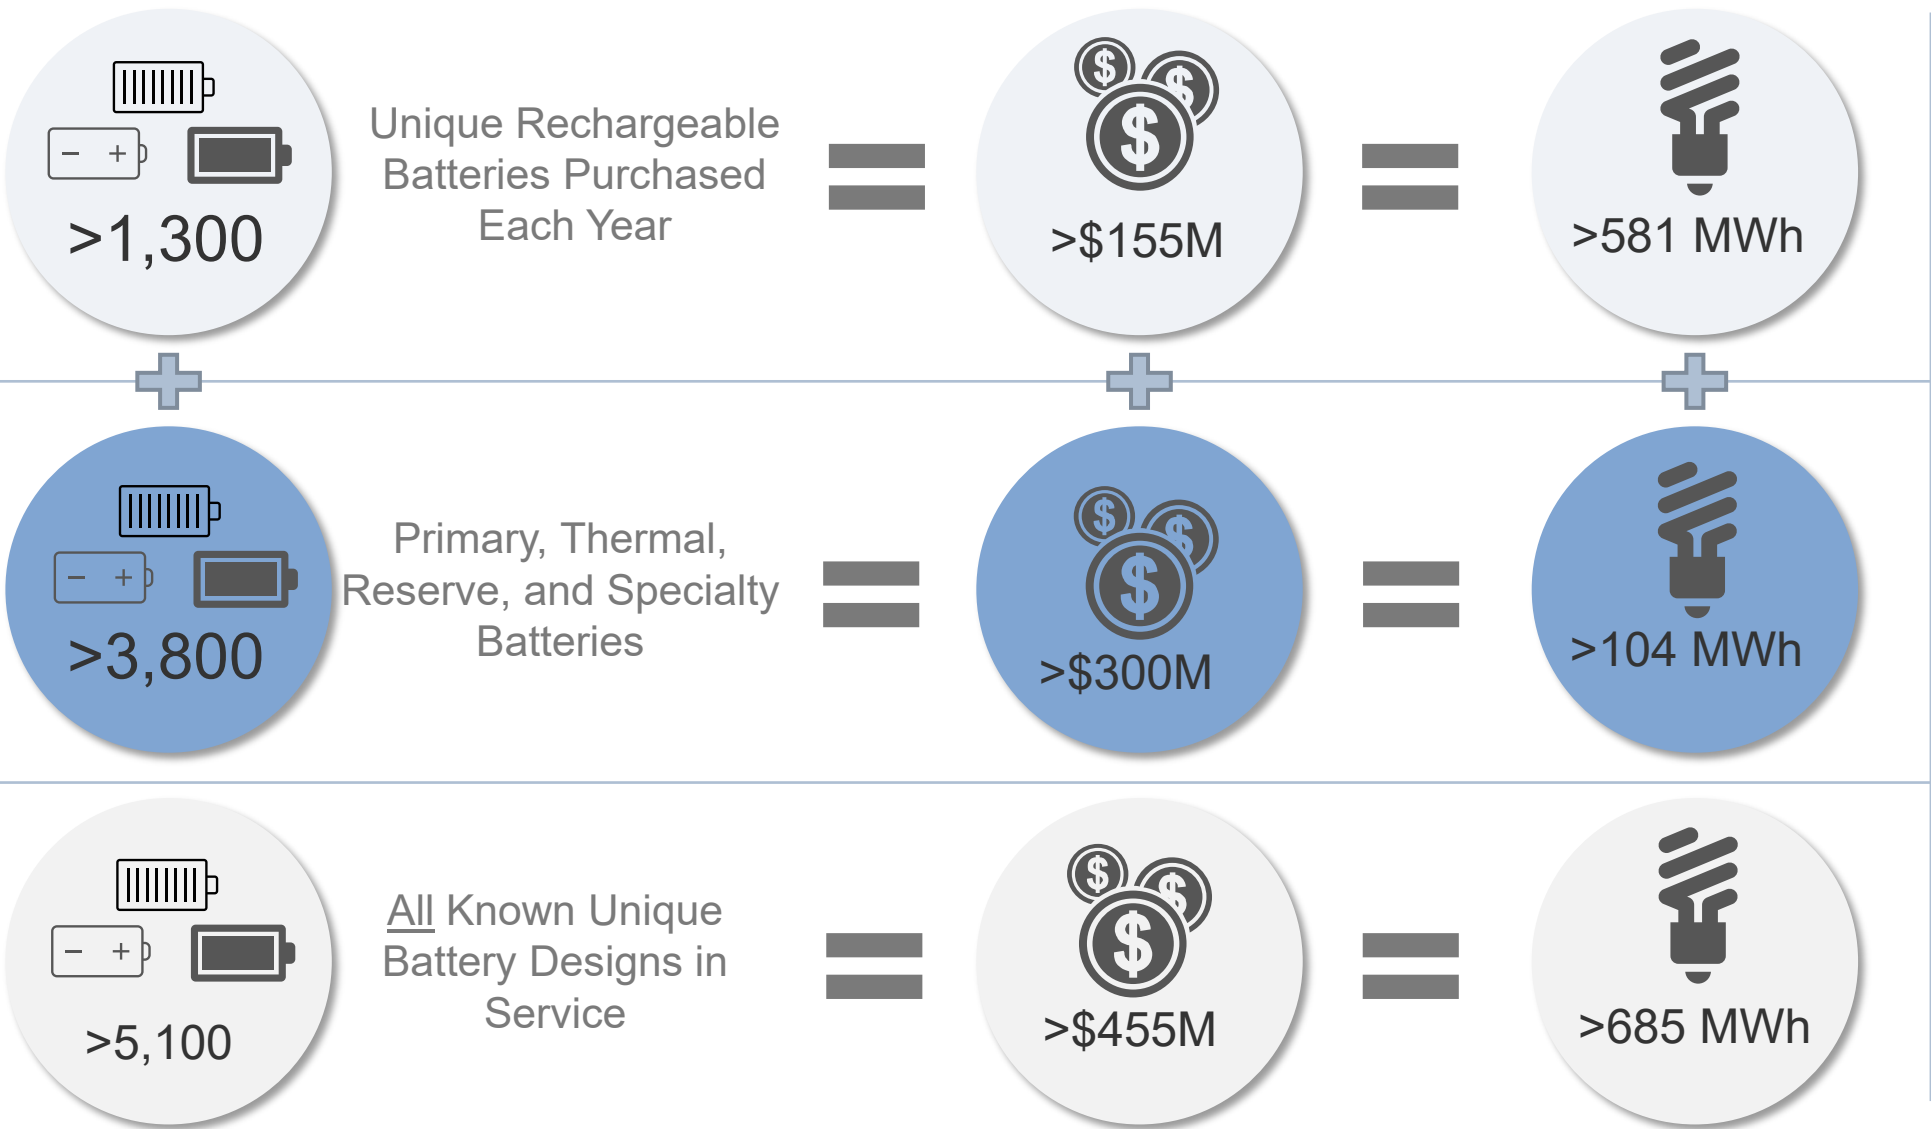 >1,300
Unique Rechargeable
Batteries Purchased
Each Year
>$155M
>581 MWh
>3,800
Primary, Thermal,
Reserve, and Specialty
Batteries
>$300M
>104 MWh
>5,100
All Known Unique
Battery Designs in
Service
>$455M
>685 MWh